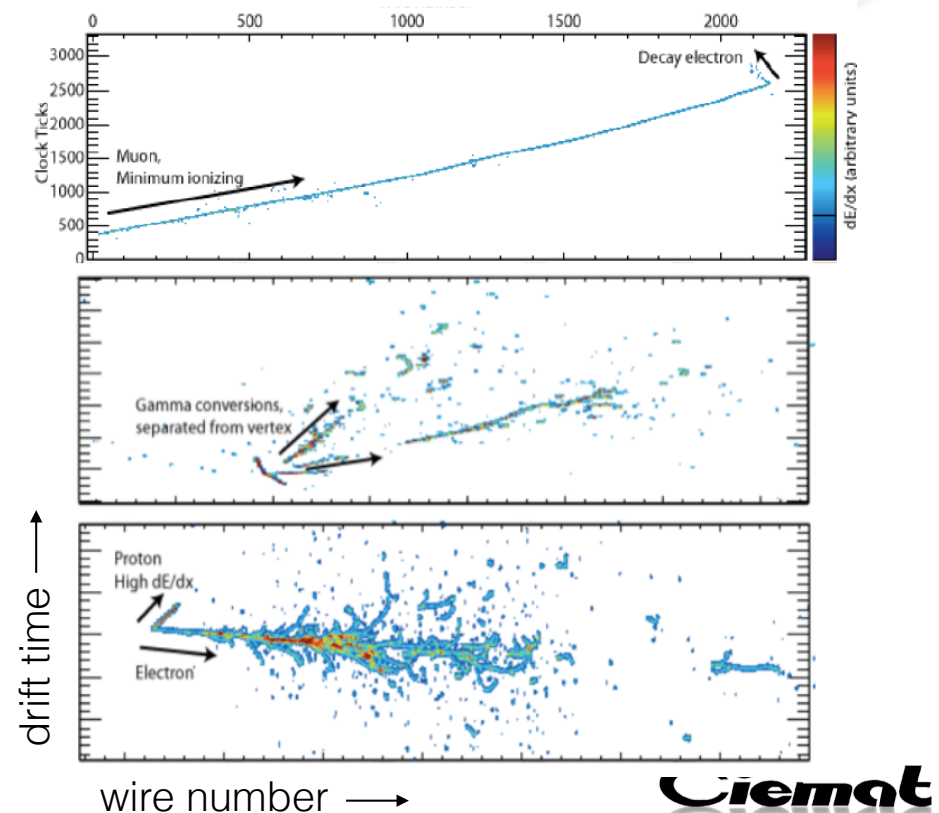 0 500 1000 1500 2000
3000
2500
2000
1500
1000
500
0
Clock Ticks
Decay electron
Muon,
Minimum ionizing
dE/dx (arbitrary units)
Gamma conversions,
separated from vertex
Proton
High dE/dx
Electron
drift time
wire number
Ciemat